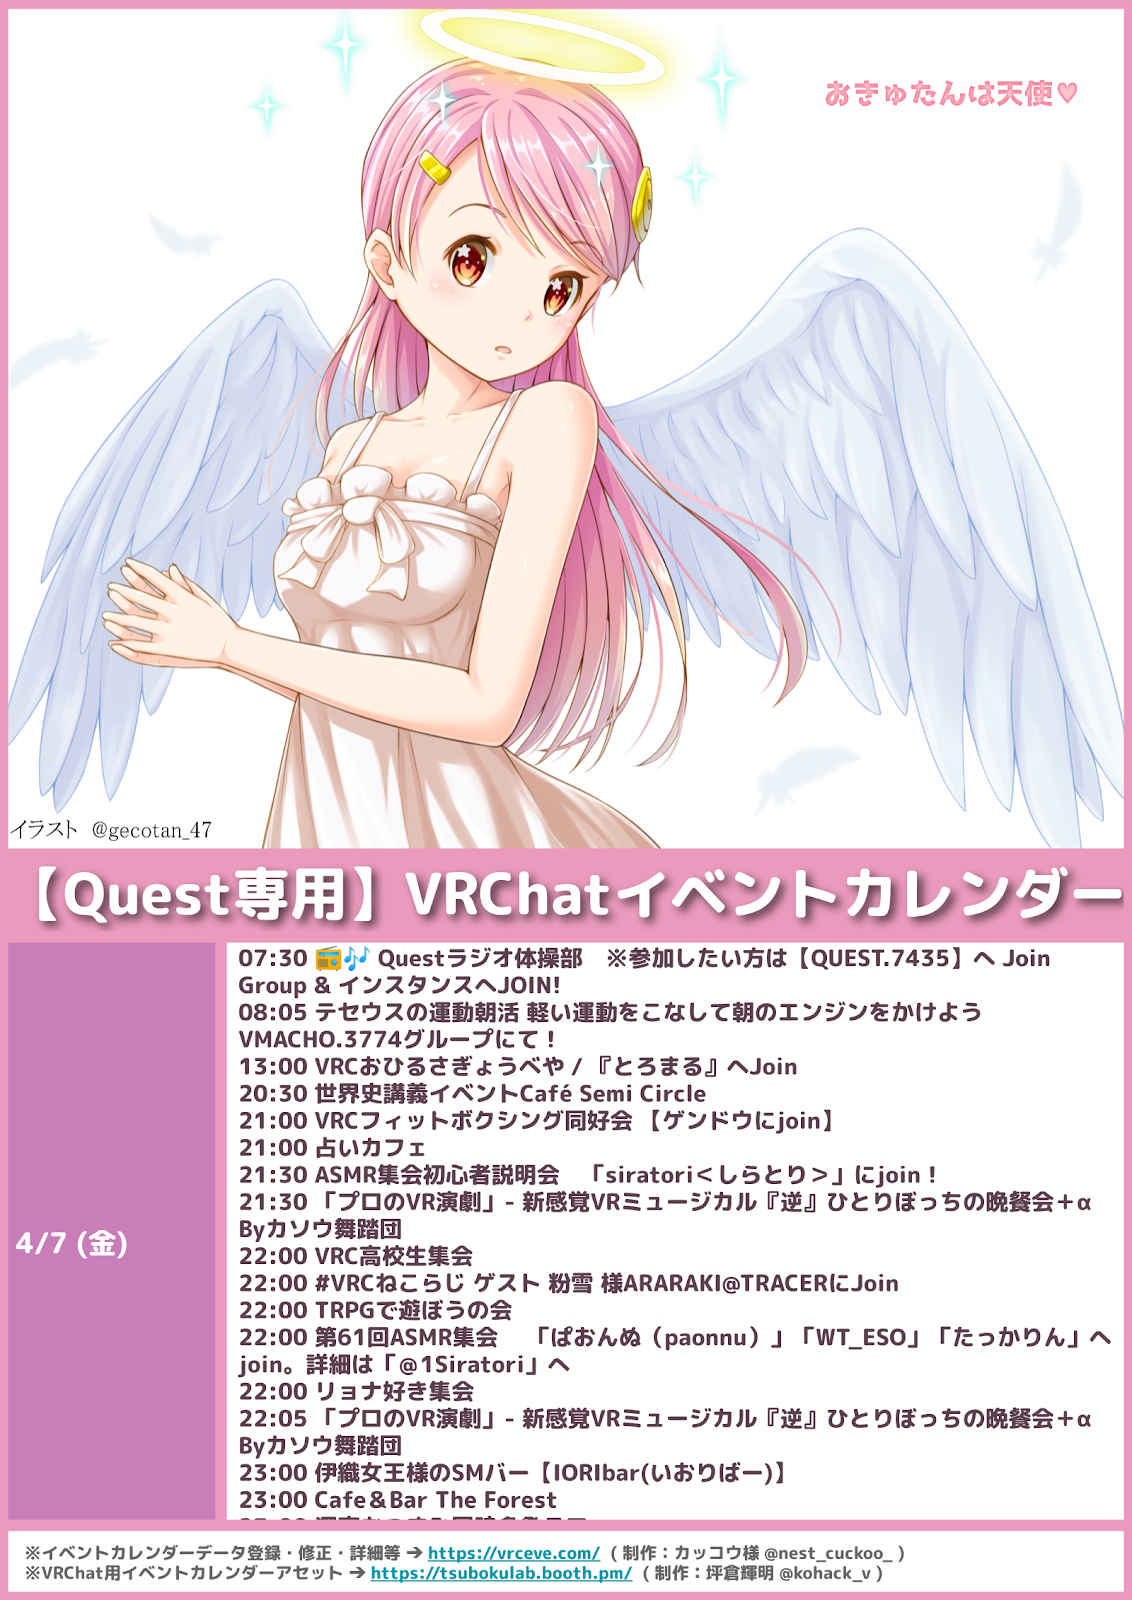 おきゅたんは天使♥
イラスト @gecotan_47
【Quest専用】VRChatイベントカレンダー
4/7 (金)
07:30 📻🎶 Questラジオ体操部　※参加したい方は【QUEST.7435】へ Join
Group & インスタンスへJOIN!
08:05 テセウスの運動朝活 軽い運動をこなして朝のエンジンをかけよう
VMACHO.3774グループにて！
13:00 VRCおひるさぎょうべや / 『とろまる』へJoin
20:30 世界史講義イベントCafé Semi Circle
21:00 VRCフィットボクシング同好会 【ゲンドウにjoin】
21:00 占いカフェ
21:30 ASMR集会初心者説明会　「siratori＜しらとり＞」にjoin！
21:30 「プロのVR演劇」- 新感覚VRミュージカル『逆』ひとりぼっちの晩餐会＋α
Byカソウ舞踏団
22:00 VRC高校生集会
22:00 #VRCねこらじ ゲスト 粉雪 様ARARAKI@TRACERにJoin
22:00 TRPGで遊ぼうの会
22:00 第61回ASMR集会　「ぱおんぬ（paonnu）」「WT_ESO」「たっかりん」へ
join。詳細は「@1Siratori」へ
22:00 リョナ好き集会
22:05 「プロのVR演劇」- 新感覚VRミュージカル『逆』ひとりぼっちの晩餐会＋α
Byカソウ舞踏団
23:00 伊織女王様のSMバー【IORIbar(いおりばー)】
23:00 Cafe＆Bar The Forest
※イベントカレンダーデータ登録・修正・詳細等 ➔ https://vrceve.com/ （ 制作：カッコウ様 @nest_cuckoo_ ）
※VRChat用イベントカレンダーアセット ➔ https://tsubokulab.booth.pm/ （ 制作：坪倉輝明 @kohack_v ）